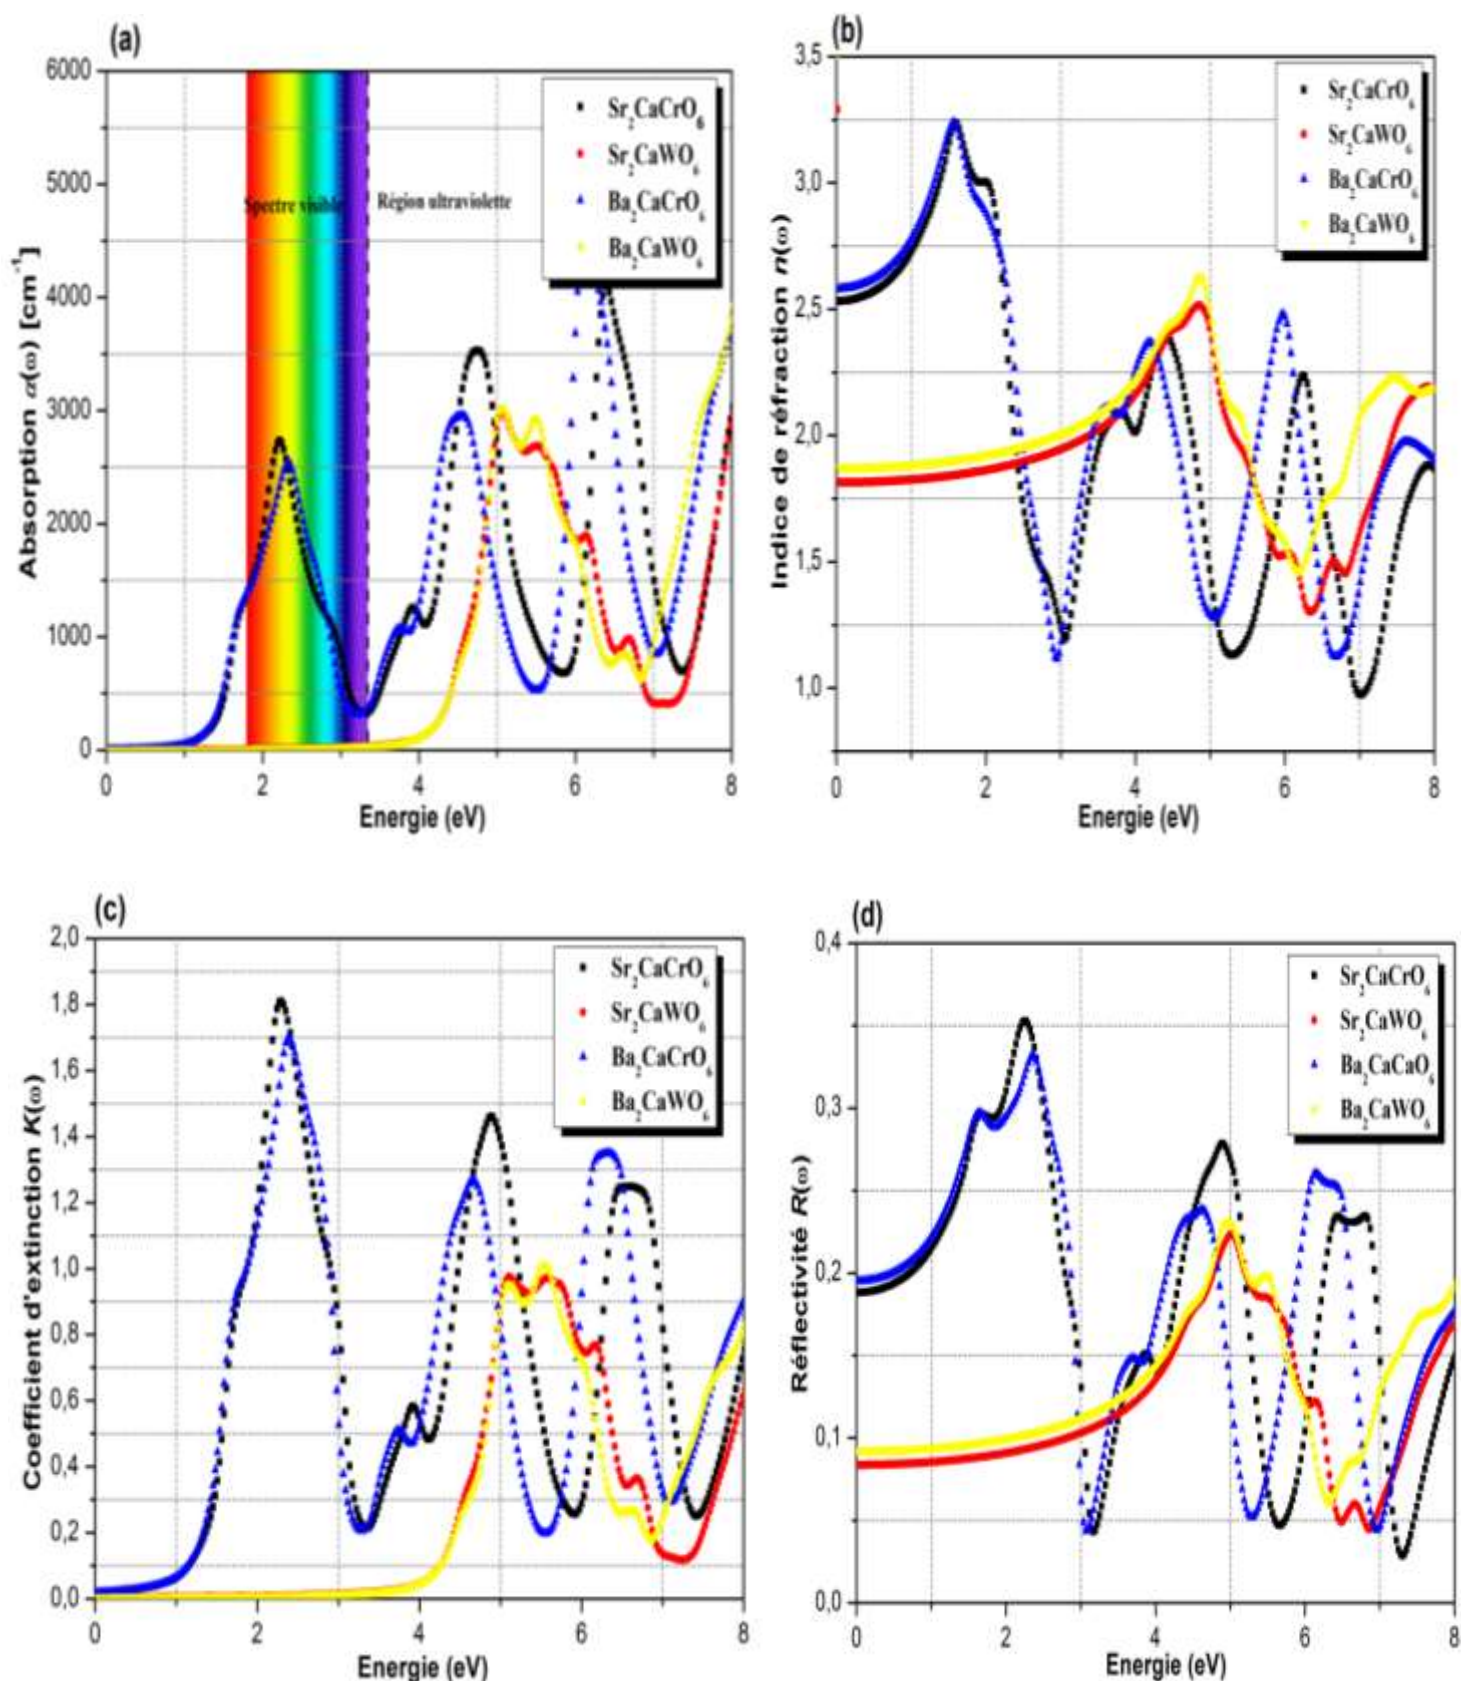 (a)
6000
5000
4000
3000
2000
1000
0
Absorption α(ω) [cm⁻¹]
Spectre visible
Région ultraviolette
Sr₂CaCrO₆
Sr₂CaWO₆
Ba₂CaCrO₆
Ba₂CaWO₆
0 2 4 6 8
Energie (eV)
(b)
3,5
3,0
2,5
2,0
1,5
1,0
Indice de réfraction n(ω)
Sr₂CaCrO₆
Sr₂CaWO₆
Ba₂CaCrO₆
Ba₂CaWO₆
0 2 4 6 8
Energie (eV)
(c)
2,0
1,8
1,6
1,4
1,2
1,0
0,8
0,6
0,4
0,2
0,0
Coefficient d'extinction K(ω)
Sr₂CaCrO₆
Sr₂CaWO₆
Ba₂CaCrO₆
Ba₂CaWO₆
0 2 4 6 8
Energie (eV)
(d)
0,4
0,3
0,2
0,1
0,0
Réflectivité R(ω)
Sr₂CaCrO₆
Sr₂CaWO₆
Ba₂CaCaO₆
Ba₂CaWO₆
0 2 4 6 8
Energie (eV)